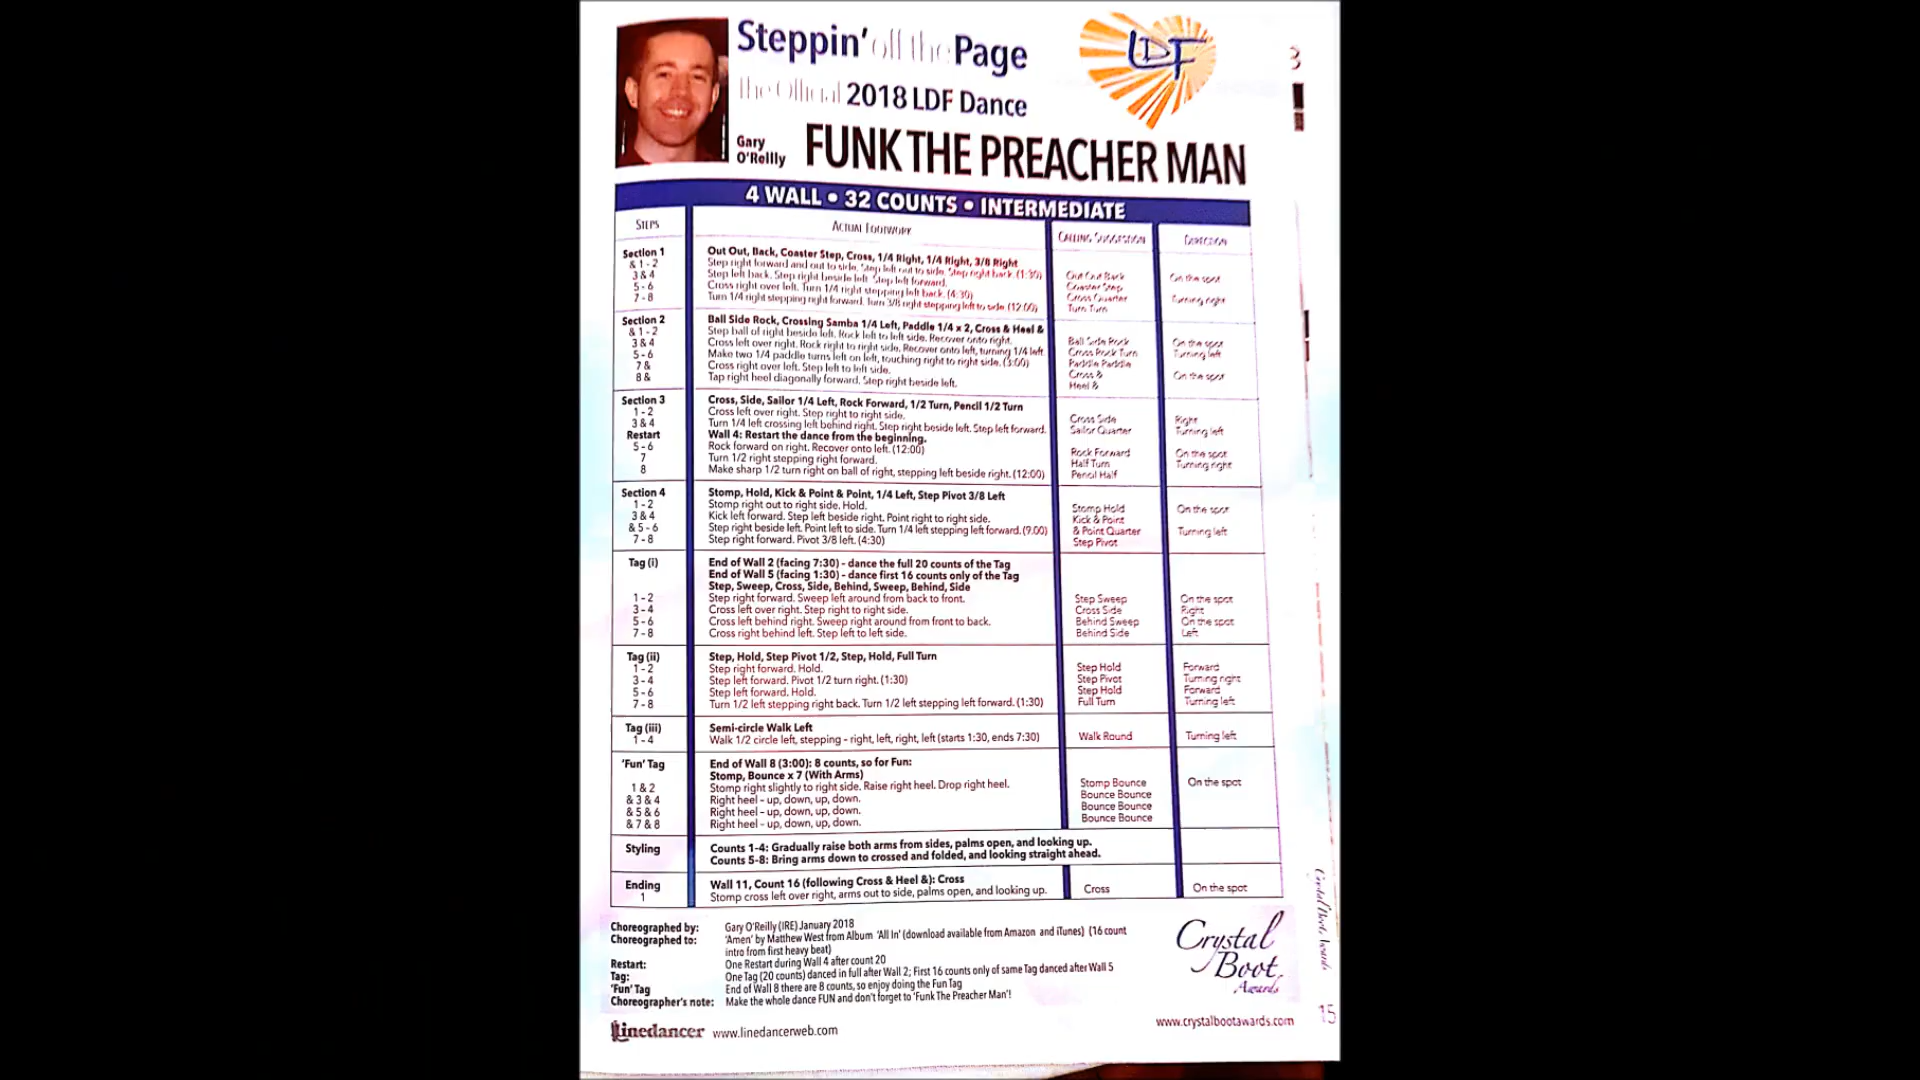 Steppin' off the Page
LDF
The Official 2018 LDF Dance
Gary
O'Reilly
FUNK THE PREACHER MAN
4 WALL • 32 COUNTS • INTERMEDIATE
STEPS ACTUAL FOOTWORK CALLING SUGGESTION DIRECTION
Section 1 Out Out, Back, Coaster Step, Cross, 1/4 Right, 1/4 Right, 3/8 Right
& 1 - 2 Step right forward and out to side. Step left out to side. Step right back. (1:30) Out Out Back On the spot
3 & 4 Step left back. Step right beside left. Step left forward. Coaster Step
5 - 6 Cross right over left. Turn 1/4 right stepping left back. (4:30) Cross Quarter Turning right
7 - 8 Turn 1/4 right stepping right forward. Turn 3/8 right stepping left to side. (12:00) Turn Turn
Section 2 Ball Side Rock, Crossing Samba 1/4 Left, Paddle 1/4 x 2, Cross & Heel &
& 1 - 2 Step ball of right beside left. Rock left to left side. Recover onto right. Ball Side Rock On the spot
3 & 4 Cross left over right. Rock right to right side. Recover onto left, turning 1/4 left. Cross Rock Turn Turning left
5 - 6 Make two 1/4 paddle turns left on left, touching right to right side. (3:00) Paddle Paddle
7 & Cross right over left. Step left to left side. Cross & On the spot
8 & Tap right heel diagonally forward. Step right beside left. Heel &
Section 3 Cross, Side, Sailor 1/4 Left, Rock Forward, 1/2 Turn, Pencil 1/2 Turn
1 - 2 Cross left over right. Step right to right side. Cross Side Right
3 & 4 Turn 1/4 left crossing left behind right. Step right beside left. Step left forward. Sailor Quarter Turning left
Restart Wall 4: Restart the dance from the beginning.
5 - 6 Rock forward on right. Recover onto left. (12:00) Rock Forward On the spot
7 Turn 1/2 right stepping right forward. Half Turn Turning right
8 Make sharp 1/2 turn right on ball of right, stepping left beside right. (12:00) Pencil Half
Section 4 Stomp, Hold, Kick & Point & Point, 1/4 Left, Step Pivot 3/8 Left
1 - 2 Stomp right out to right side. Hold. Stomp Hold On the spot
3 & 4 Kick left forward. Step left beside right. Point right to right side. Kick & Point
& 5 - 6 Step right beside left. Point left to side. Turn 1/4 left stepping left forward. (9:00) & Point Quarter Turning left
7 - 8 Step right forward. Pivot 3/8 left. (4:30) Step Pivot
Tag (i) End of Wall 2 (facing 7:30) - dance the full 20 counts of the Tag
End of Wall 5 (facing 1:30) - dance first 16 counts only of the Tag
Step, Sweep, Cross, Side, Behind, Sweep, Behind, Side
1 - 2 Step right forward. Sweep left around from back to front. Step Sweep On the spot
3 - 4 Cross left over right. Step right to right side. Cross Side Right
5 - 6 Cross left behind right. Sweep right around from front to back. Behind Sweep On the spot
7 - 8 Cross right behind left. Step left to left side. Behind Side Left
Tag (ii) Step, Hold, Step Pivot 1/2, Step, Hold, Full Turn
1 - 2 Step right forward. Hold. Step Hold Forward
3 - 4 Step left forward. Pivot 1/2 turn right. (1:30) Step Pivot Turning right
5 - 6 Step left forward. Hold. Step Hold Forward
7 - 8 Turn 1/2 left stepping right back. Turn 1/2 left stepping left forward. (1:30) Full Turn Turning left
Tag (iii) Semi-circle Walk Left
1 - 4 Walk 1/2 circle left, stepping - right, left, right, left (starts 1:30, ends 7:30) Walk Round Turning left
'Fun' Tag End of Wall 8 (3:00): 8 counts, so for Fun:
Stomp, Bounce x 7 (With Arms)
1 & 2 Stomp right slightly to right side. Raise right heel. Drop right heel. Stomp Bounce On the spot
& 3 & 4 Right heel - up, down, up, down. Bounce Bounce
& 5 & 6 Right heel - up, down, up, down. Bounce Bounce
& 7 & 8 Right heel - up, down, up, down. Bounce Bounce
Styling Counts 1-4: Gradually raise both arms from sides, palms open, and looking up.
Counts 5-8: Bring arms down to crossed and folded, and looking straight ahead.
Ending Wall 11, Count 16 (following Cross & Heel &): Cross
1 Stomp cross left over right, arms out to side, palms open, and looking up. Cross On the spot
Choreographed by: Gary O'Reilly (IRE) January 2018
Choreographed to: 'Amen' by Matthew West from Album 'All In' (download available from Amazon and iTunes) (16 count
intro from first heavy beat)
Restart: One Restart during Wall 4 after count 20
Tag: One Tag (20 counts) danced in full after Wall 2; First 16 counts only of same Tag danced after Wall 5
'Fun' Tag End of Wall 8 there are 8 counts, so enjoy doing the Fun Tag
Choreographer's note: Make the whole dance FUN and don't forget to 'Funk The Preacher Man'!
Crystal
Boot
Awards
Linedancer www.linedancerweb.com
www.crystalbootawards.com
Crystal Boot Awards
15
3